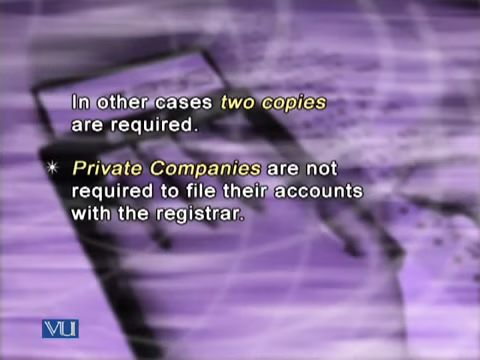 In other cases two copies
are required.
✴ Private Companies are not
required to file their accounts
with the registrar.
VU